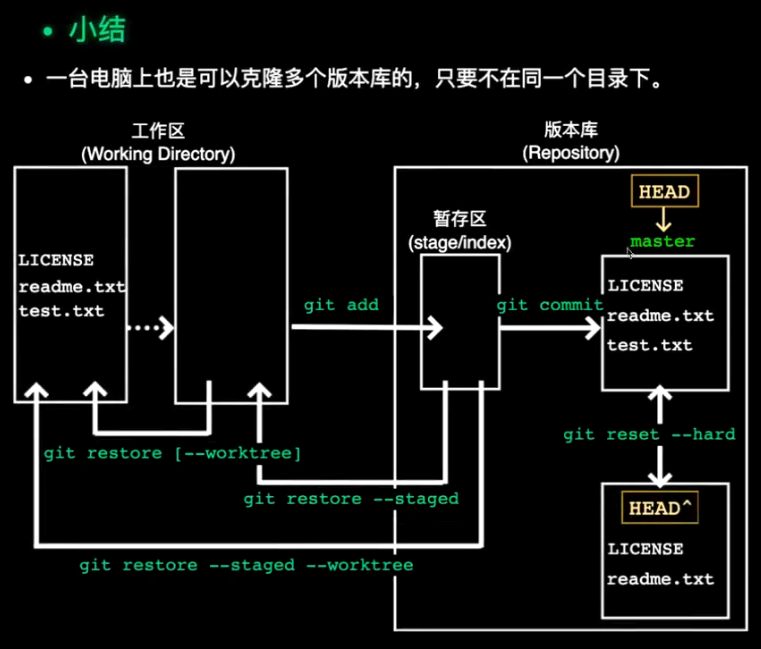 • 小结
• 一台电脑上也是可以克隆多个版本库的，只要不在同一个目录下。
工作区
(Working Directory)
版本库
(Repository)
HEAD
master
暂存区
(stage/index)
LICENSE
readme.txt
test.txt
git add
git commit
LICENSE
readme.txt
test.txt
git restore [--worktree]
git reset --hard
git restore --staged
HEAD^
LICENSE
readme.txt
git restore --staged --worktree